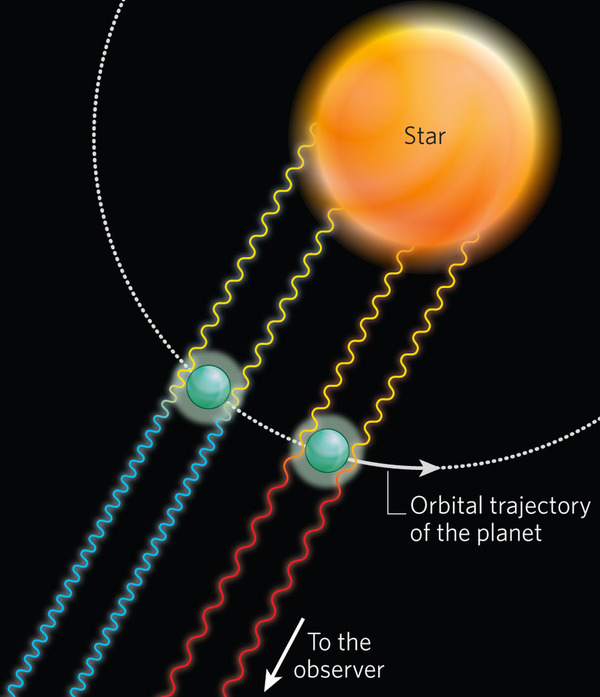 Star
Orbital trajectory
of the planet
To the
observer